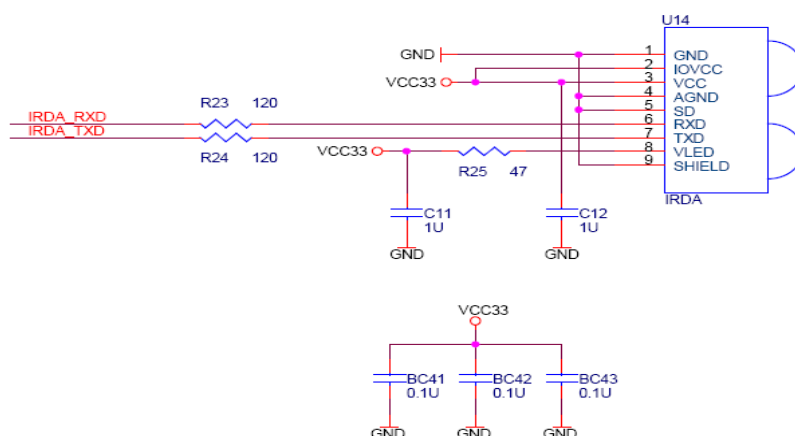 U14
GND 1 GND
2 IOVCC
VCC33 3 VCC
4 AGND
R23 120 5 SD
IRDA_RXD 6 RXD
IRDA_TXD 7 TXD
VCC33 8 VLED
R24 120 R25 47 9 SHIELD
IRDA
C11 C12
1U 1U
GND GND
VCC33
BC41 BC42 BC43
0.1U 0.1U 0.1U
GND GND GND